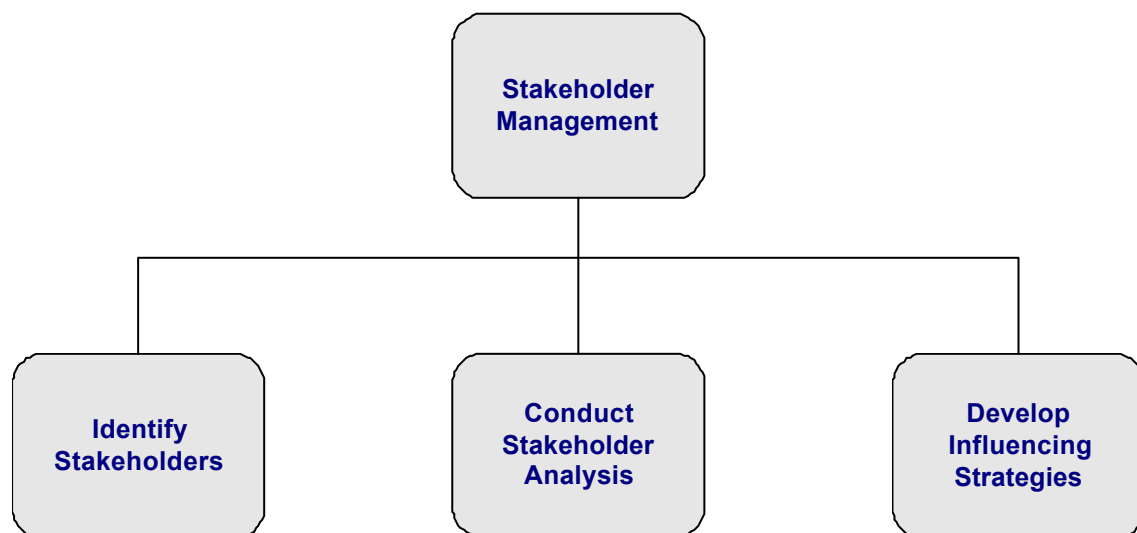 Stakeholder
Management
Identify
Stakeholders
Conduct
Stakeholder
Analysis
Develop
Influencing
Strategies